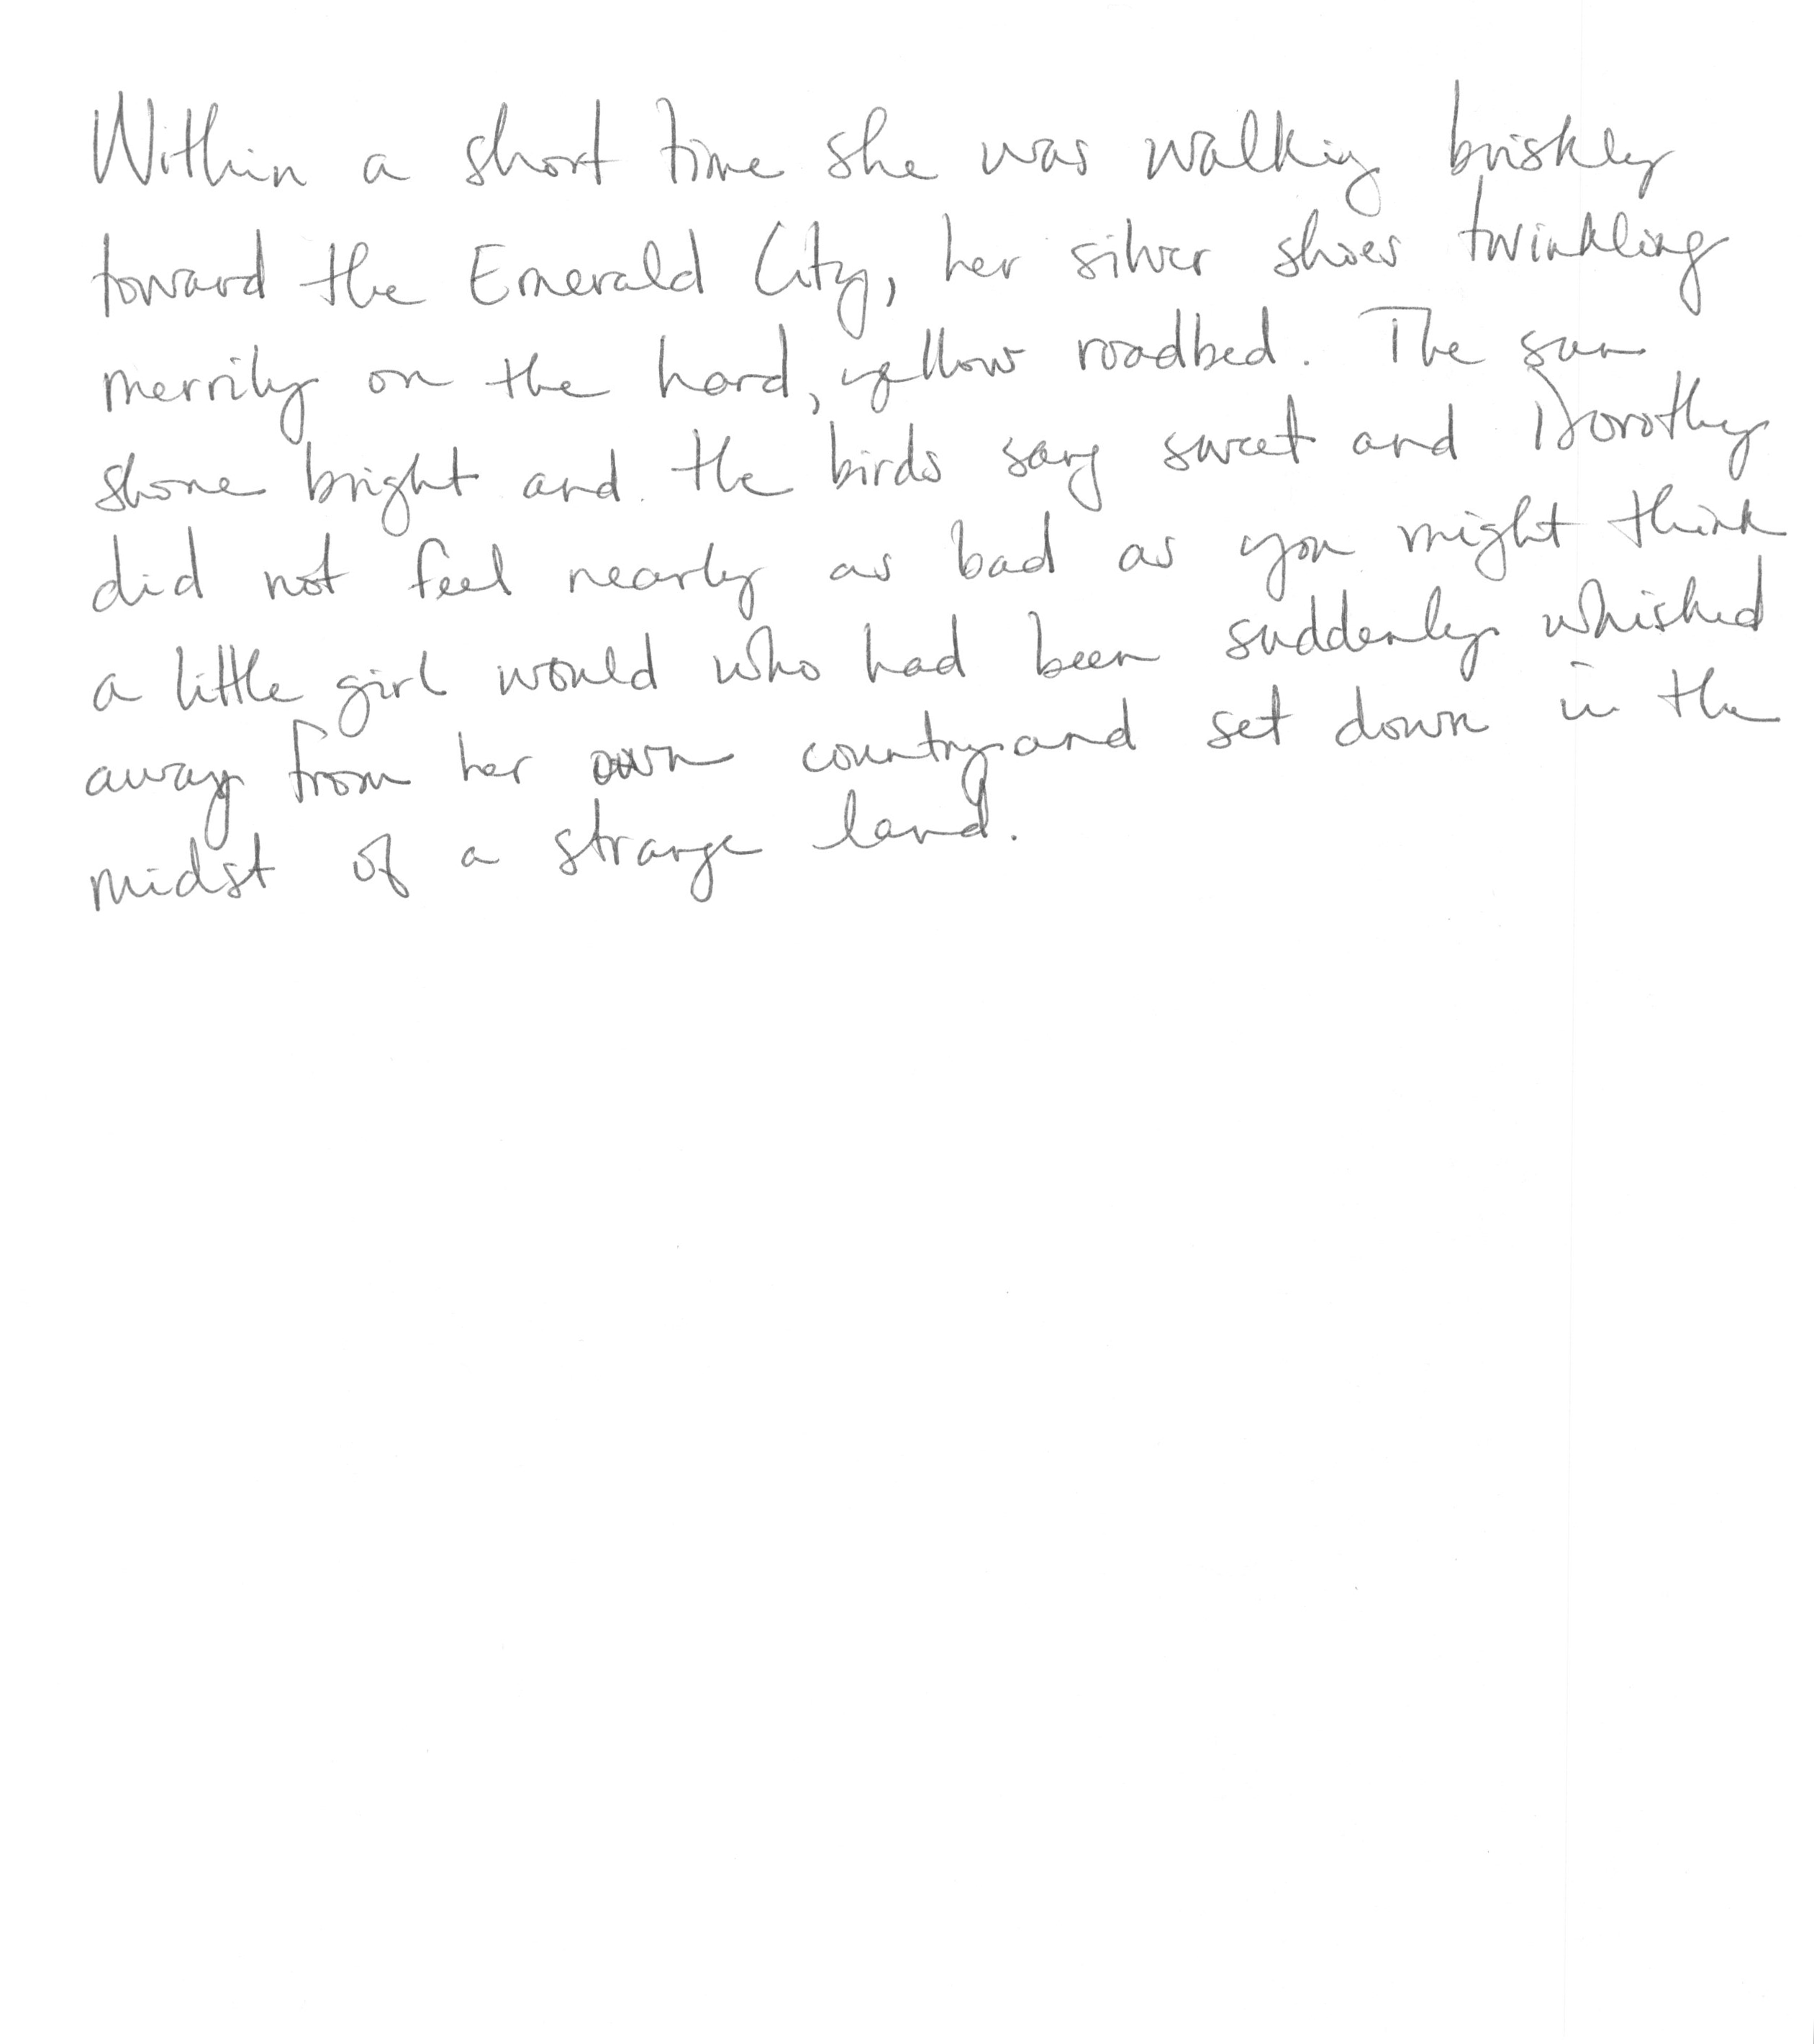 Within a short time she was walking briskly
toward the Emerald City, her silver shoes twinkling
merrily on the hard, yellow roadbed. The sun
shone bright and the birds sang sweet and Dorothy
did not feel nearly as bad as you might think
a little girl would who had been suddenly whisked
away from her own country and set down in the
midst of a strange land.